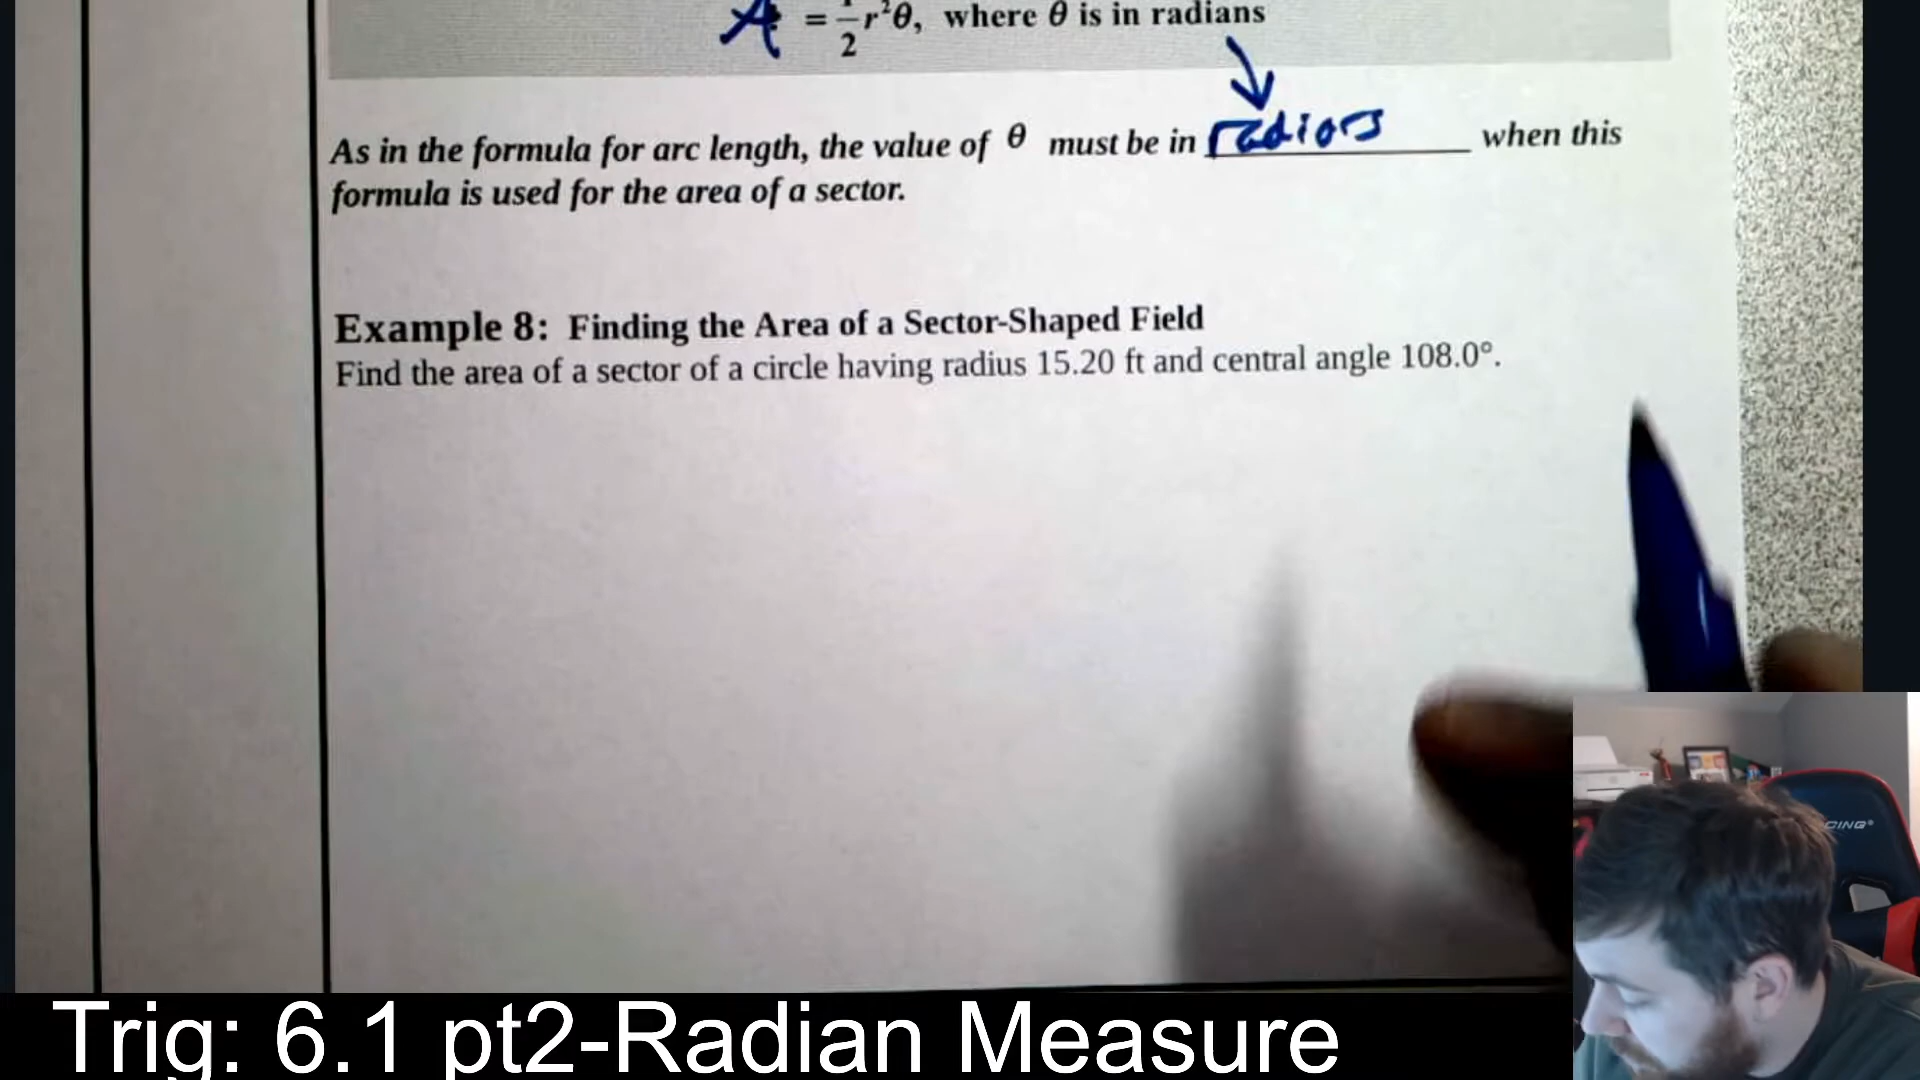 A = 1/2 r²θ, where θ is in radians
As in the formula for arc length, the value of θ must be in radians when this
formula is used for the area of a sector.
Example 8: Finding the Area of a Sector-Shaped Field
Find the area of a sector of a circle having radius 15.20 ft and central angle 108.0°.
CING®
Trig: 6.1 pt2-Radian Measure